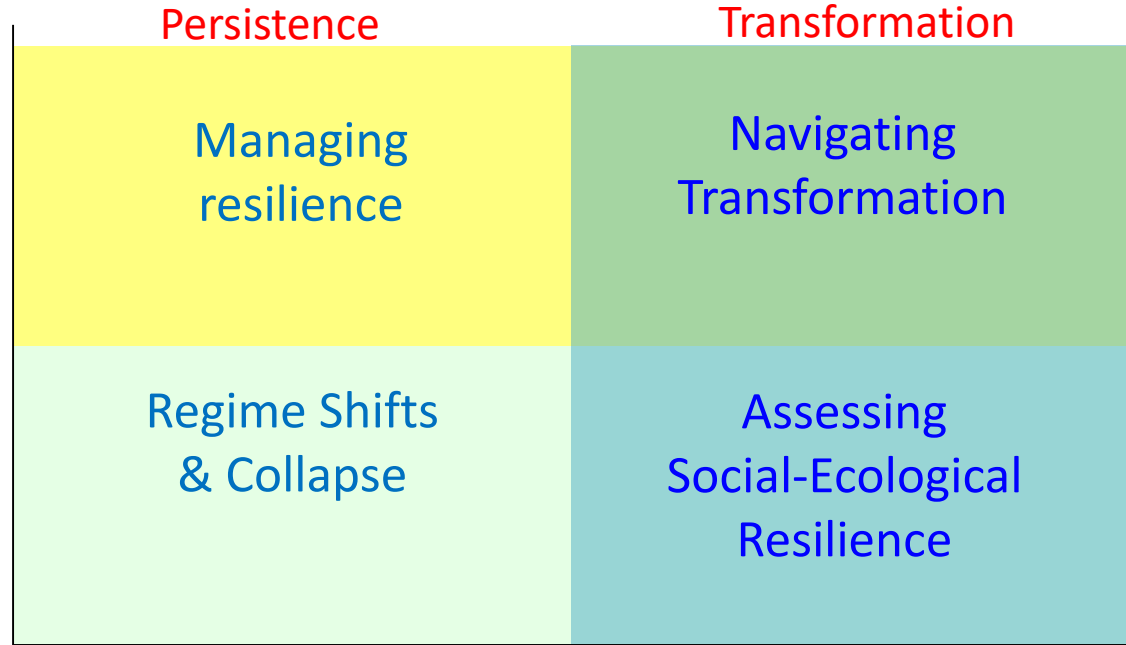 Persistence
Transformation
Managing
resilience
Navigating
Transformation
Regime Shifts
& Collapse
Assessing
Social-Ecological
Resilience